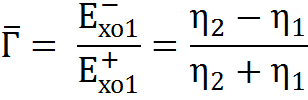 Γ̅ = E⁻ₓₒ₁ / E⁺ₓₒ₁ = η₂ − η₁ / η₂ + η₁